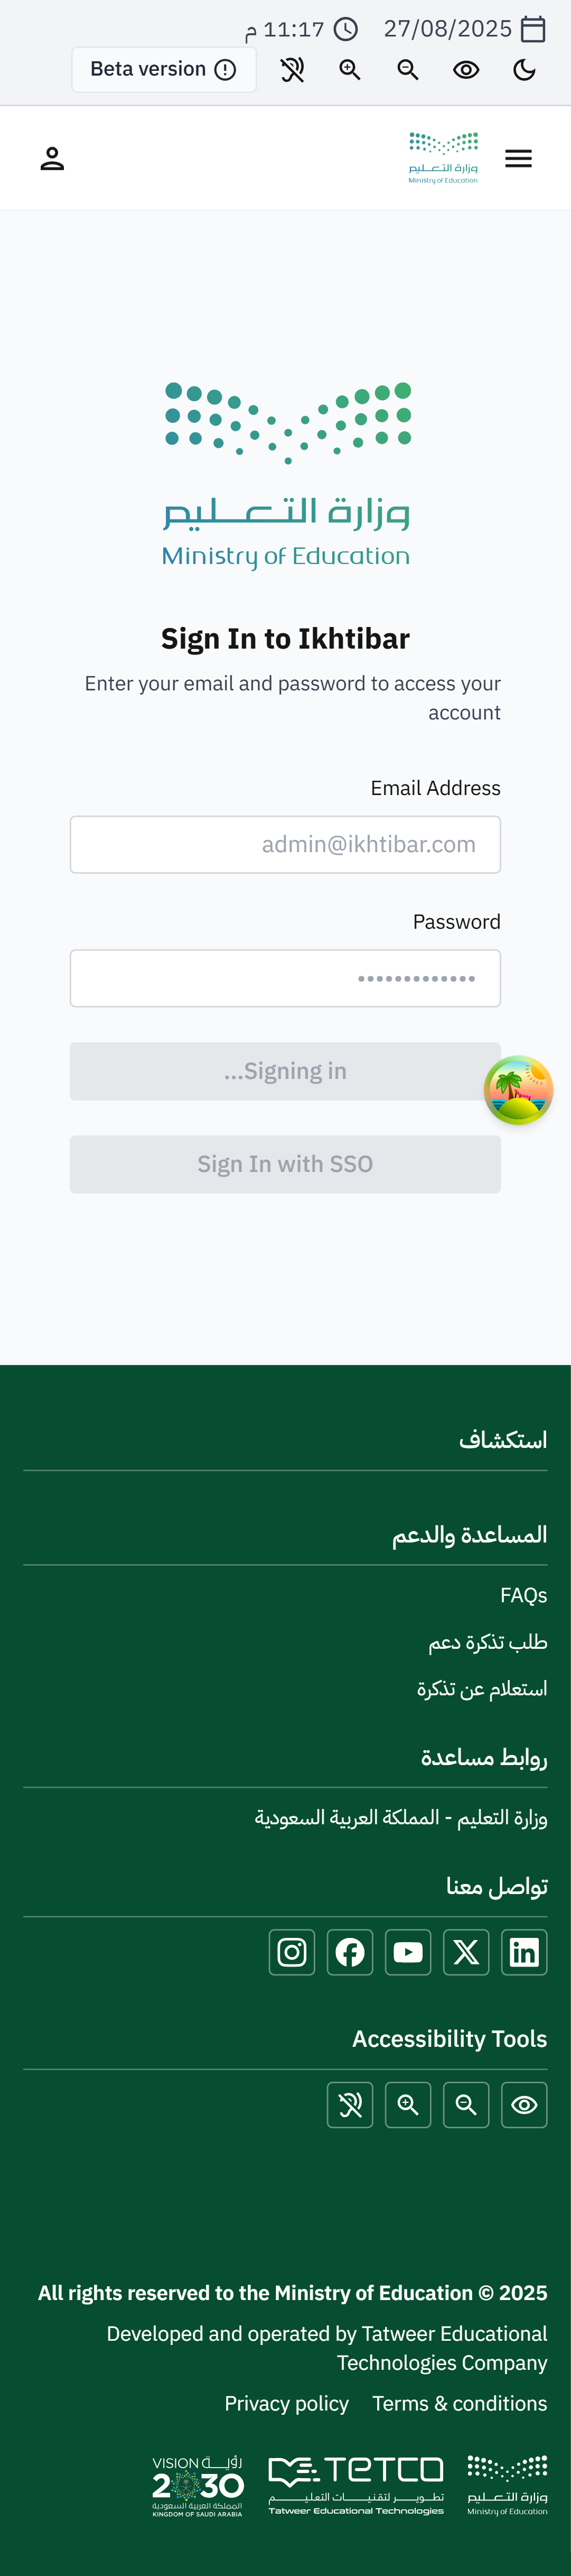 27/08/2025 11:17 م
Beta version
وزارة التعليم
Ministry of Education
وزارة التعليم
Ministry of Education
Sign In to Ikhtibar
Enter your email and password to access your
account
Email Address
admin@ikhtibar.com
Password
•••••••••••••
...Signing in
Sign In with SSO
استكشاف
المساعدة والدعم
FAQs
طلب تذكرة دعم
استعلام عن تذكرة
روابط مساعدة
وزارة التعليم - المملكة العربية السعودية
تواصل معنا
Accessibility Tools
All rights reserved to the Ministry of Education © 2025
Developed and operated by Tatweer Educational
Technologies Company
Terms & conditions Privacy policy
وزارة التعليم
Ministry of Education
TETCO
تطوير لتقنيات التعليم
Tatweer Educational Technologies
VISION رؤية
2030
المملكة العربية السعودية
KINGDOM OF SAUDI ARABIA